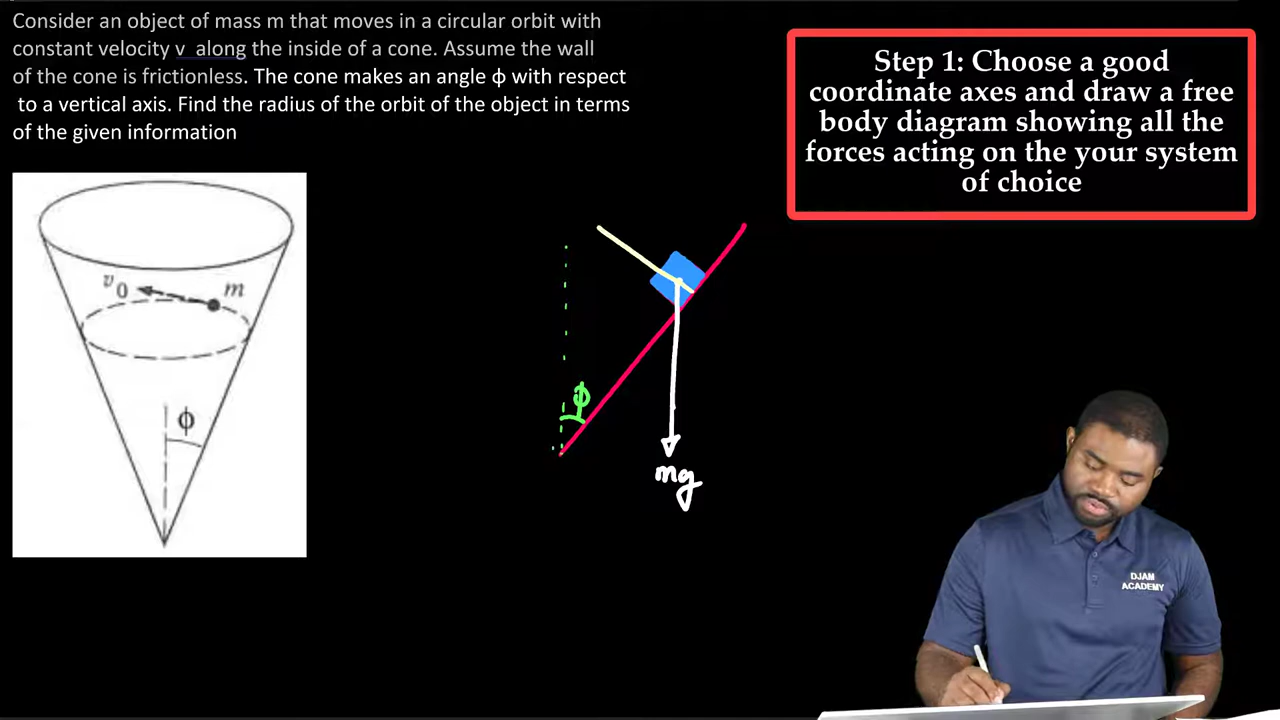 Consider an object of mass m that moves in a circular orbit with
constant velocity v along the inside of a cone. Assume the wall
of the cone is frictionless. The cone makes an angle ϕ with respect
to a vertical axis. Find the radius of the orbit of the object in terms
of the given information
Step 1: Choose a good
coordinate axes and draw a free
body diagram showing all the
forces acting on the your system
of choice
v0
m
ϕ
ϕ
mg
DJAM
ACADEMY